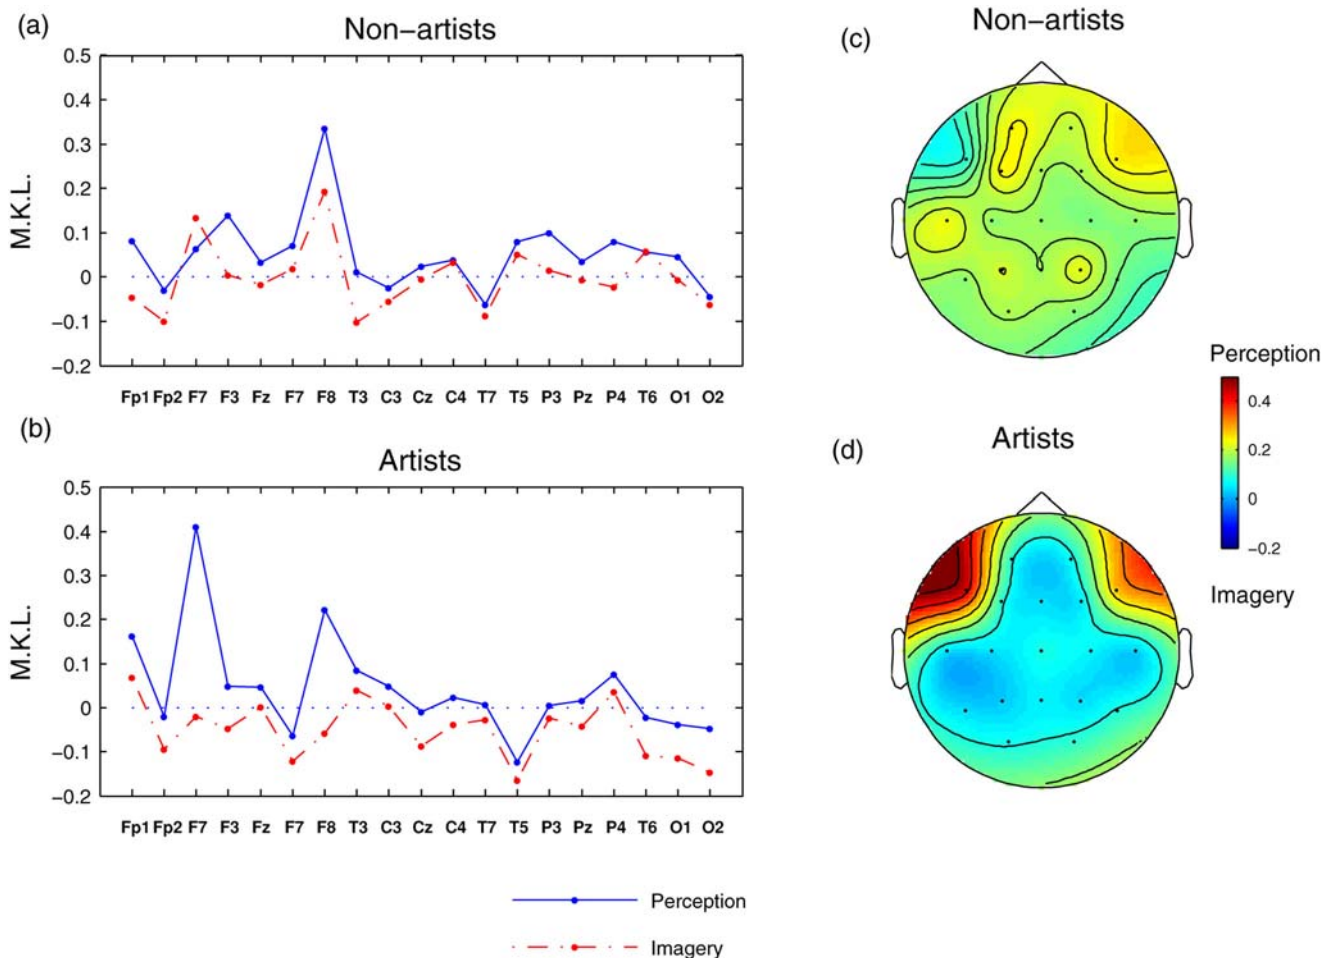 (a)
Non-artists
0.5
0.4
0.3
0.2
0.1
0
-0.1
-0.2
M.K.L.
Fp1 Fp2 F7 F3 Fz F7 F8 T3 C3 Cz C4 T7 T5 P3 Pz P4 T6 O1 O2
(b)
Artists
0.5
0.4
0.3
0.2
0.1
0
-0.1
-0.2
M.K.L.
Fp1 Fp2 F7 F3 Fz F7 F8 T3 C3 Cz C4 T7 T5 P3 Pz P4 T6 O1 O2
Perception
Imagery
(c)
Non-artists
Perception
0.4
0.2
0
-0.2
Imagery
(d)
Artists